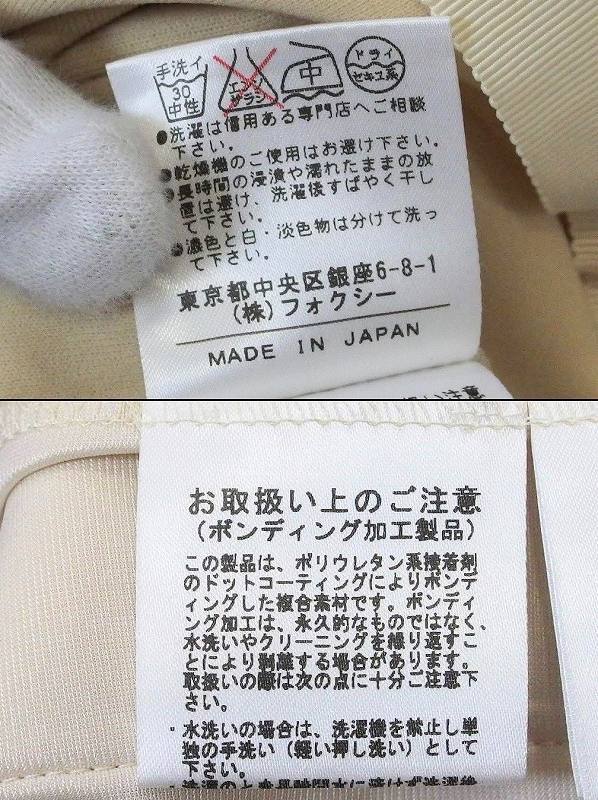 手洗イ
30
中性
エンソ
サラシ
中
ドライ
セキユ系
●洗濯は信用ある専門店へご相談
下さい。
●乾燥機のご使用はお避け下さい。
●長時間の浸漬や濡れたままの放
置は避け、洗濯後すばやく干し
て下さい。
●濃色と白・淡色物は分けて洗っ
て下さい。
東京都中央区銀座6-8-1
(株)フォクシー
MADE IN JAPAN
お取扱い上のご注意
(ボンディング加工製品)
この製品は、ポリウレタン系接着剤
のドットコーティングによりボンデ
ィングした複合素材です。ボンディ
ング加工は、永久的なものではなく、
水洗いやクリーニングを繰り返すこ
とにより剥離する場合があります。
取扱いの際は次の点に十分ご注意下
さい。
・水洗いの場合は、洗濯機を禁止し単
独の手洗い(軽い押し洗い)として
下さい。